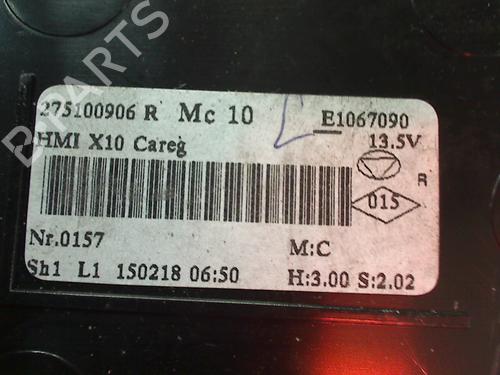 BPARTS
275100906 R Mc 10 E1067090
HMI X10 Careg 13.5V
R
015
Nr.0157 M:C
Sh1 L1 150218 06:50 H:3.00 S:2.02